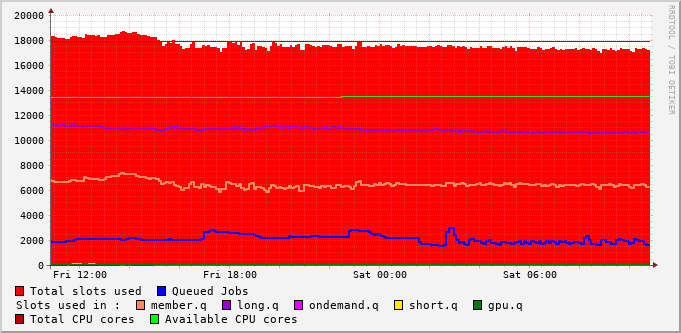 RRDTOOL / TOBI OETIKER
20000
18000
16000
14000
12000
10000
8000
6000
4000
2000
0
Fri 12:00 Fri 18:00 Sat 00:00 Sat 06:00
Total slots used Queued Jobs
Slots used in : member.q long.q ondemand.q short.q gpu.q
Total CPU cores Available CPU cores